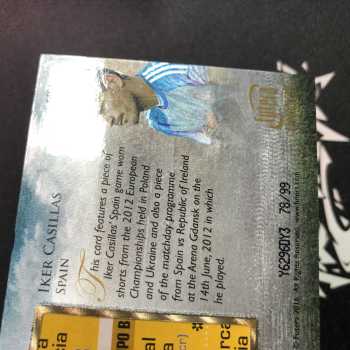 IKER CASILLAS
SPAIN
This card features a piece of
Iker Casillas' Spain game worn
shorts from the 2012 European
Championships held in Poland
and Ukraine and also a piece
of the matchday programme
from Spain vs Republic of Ireland
at the Arena Gdansk on the
14th June, 2012 in which
he played.
Y6296DY3 78/99